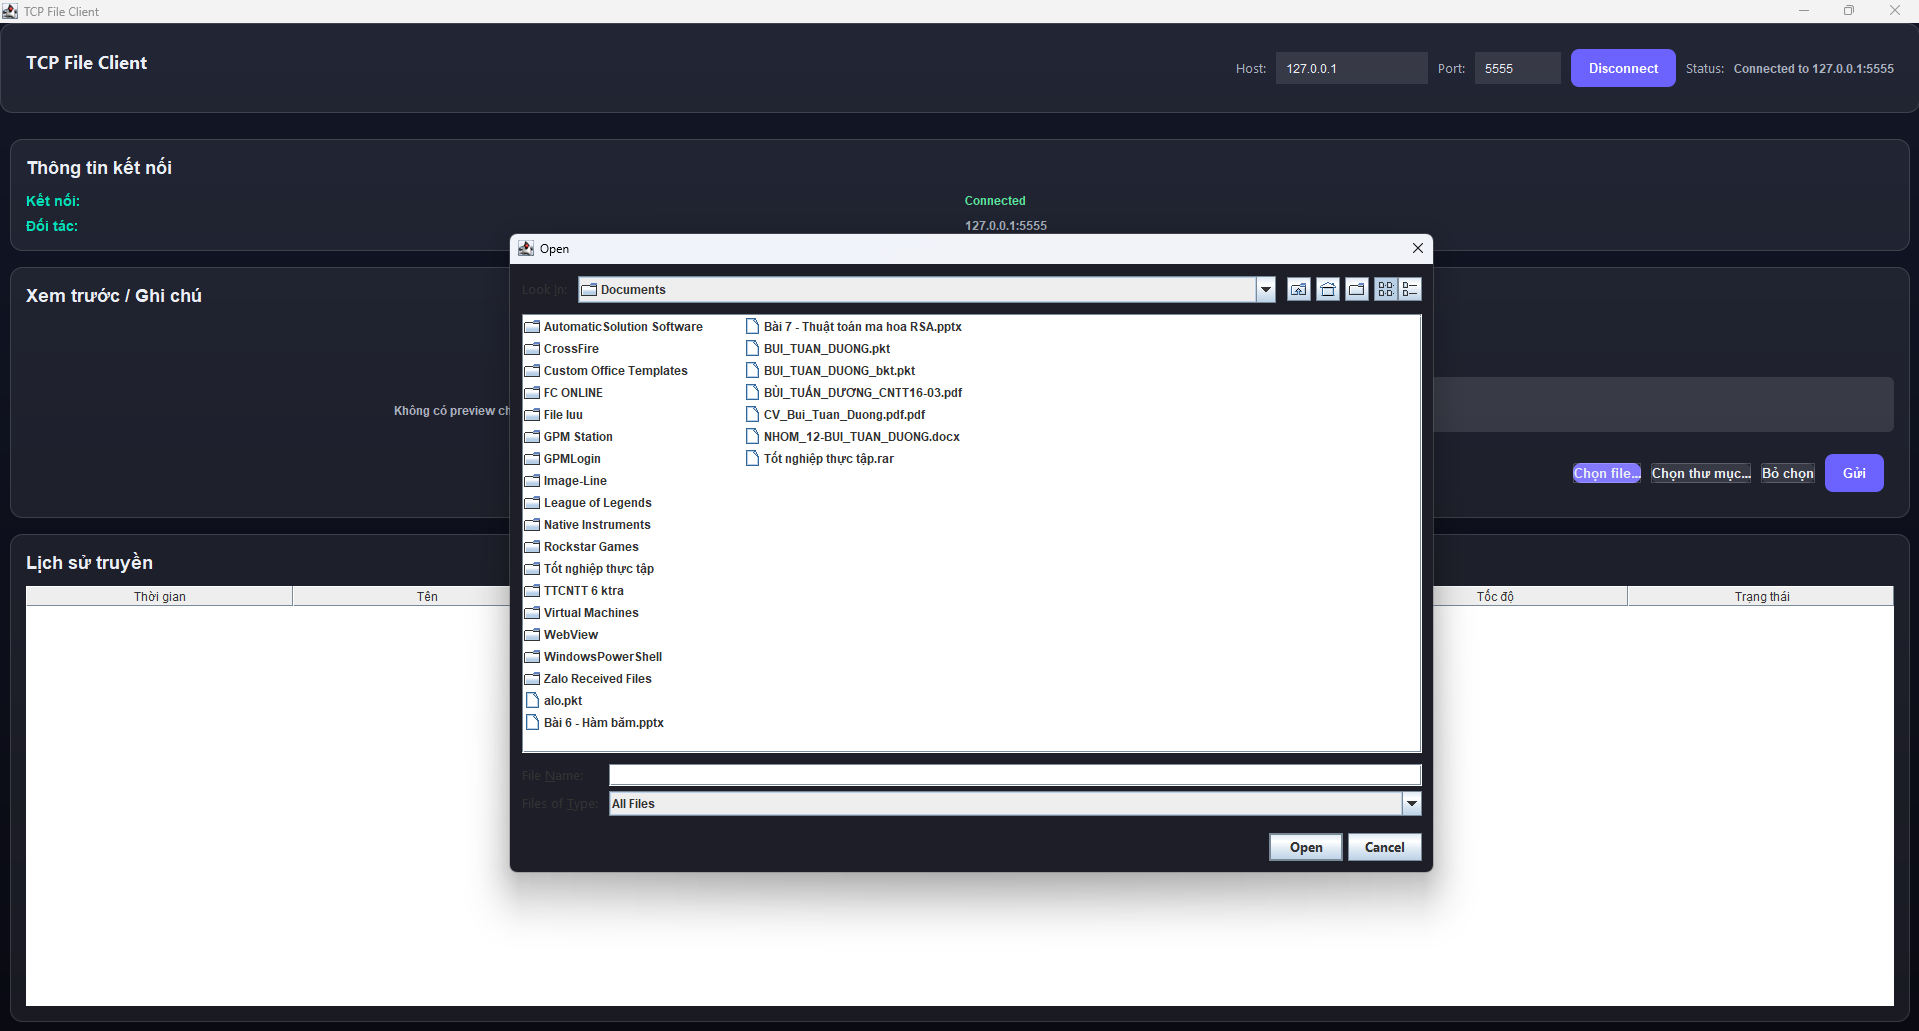 TCP File Client
TCP File Client
Host: 127.0.0.1 Port: 5555 Disconnect Status: Connected to 127.0.0.1:5555
Thông tin kết nối
Kết nối: Connected
Đối tác: 127.0.0.1:5555
Xem trước / Ghi chú
Không có preview ch
Chọn file... Chọn thư mục... Bỏ chọn Gửi
Lịch sử truyền
Thời gian Tên Tốc độ Trạng thái
Open
Look In: Documents
AutomaticSolution Software
CrossFire
Custom Office Templates
FC ONLINE
File luu
GPM Station
GPMLogin
Image-Line
League of Legends
Native Instruments
Rockstar Games
Tốt nghiệp thực tập
TTCNTT 6 ktra
Virtual Machines
WebView
WindowsPowerShell
Zalo Received Files
alo.pkt
Bài 6 - Hàm băm.pptx
Bài 7 - Thuật toán ma hoa RSA.pptx
BUI_TUAN_DUONG.pkt
BUI_TUAN_DUONG_bkt.pkt
BÙI_TUẤN_DƯƠNG_CNTT16-03.pdf
CV_Bui_Tuan_Duong.pdf.pdf
NHOM_12-BUI_TUAN_DUONG.docx
Tốt nghiệp thực tập.rar
File Name:
Files of Type: All Files
Open Cancel